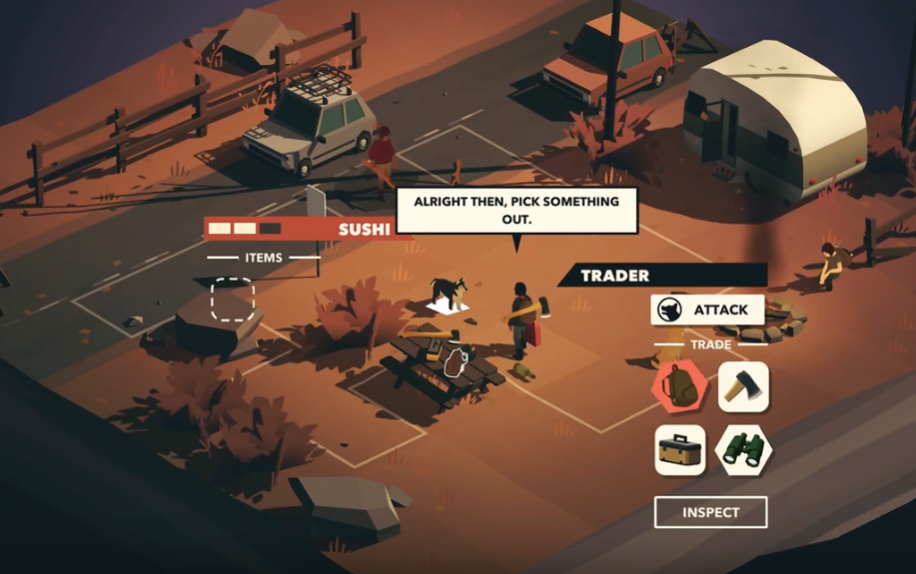 ALRIGHT THEN, PICK SOMETHING
OUT.
SUSHI
ITEMS
TRADER
ATTACK
TRADE
INSPECT